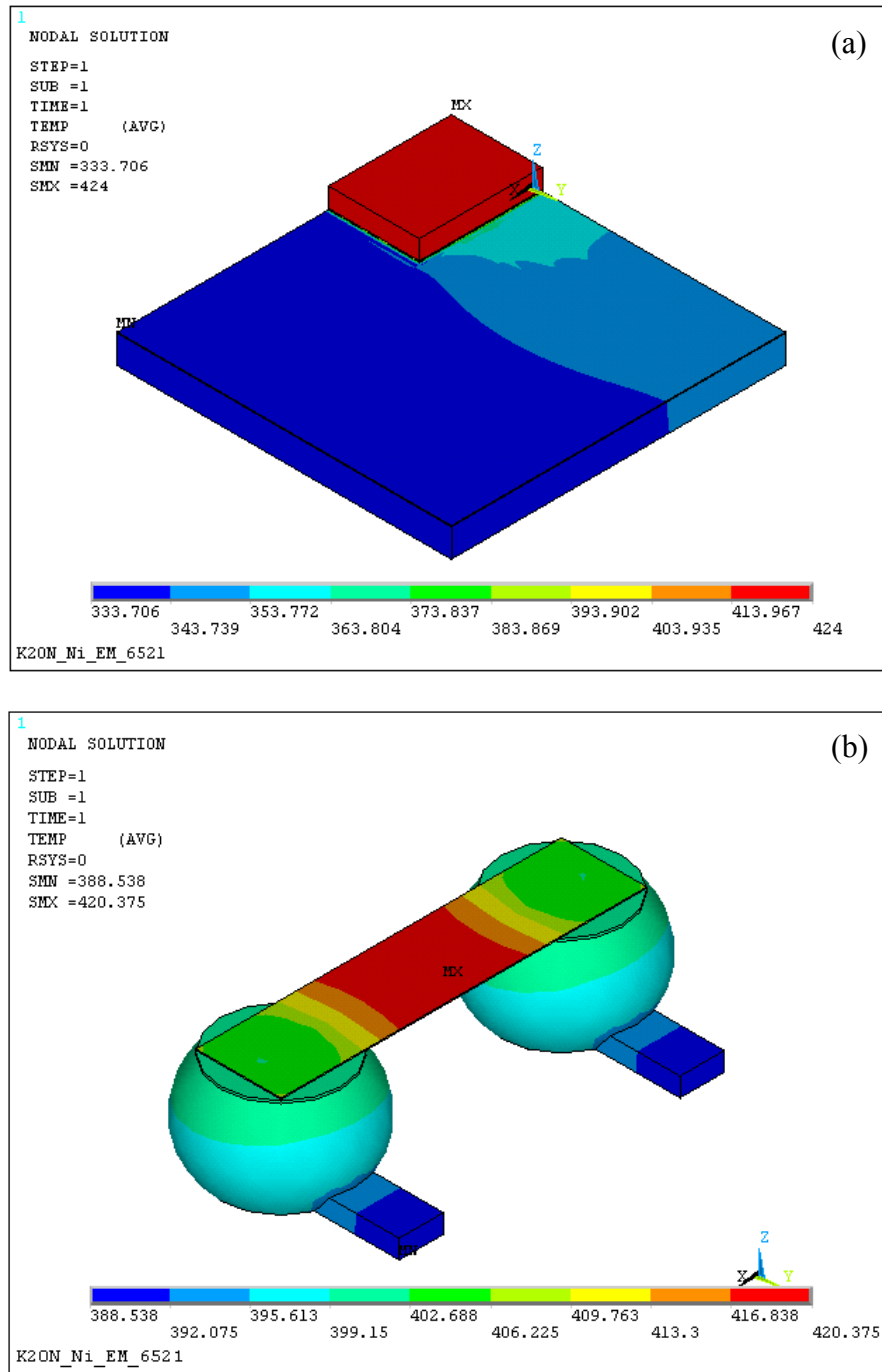 1
NODAL SOLUTION
(a)
STEP=1
SUB =1
TIME=1
TEMP (AVG)
RSYS=0
SMN =333.706
SMX =424
MX
Z
X Y
MN
333.706 353.772 373.837 393.902 413.967
343.739 363.804 383.869 403.935 424
K2ON_Ni_EM_6521
1
NODAL SOLUTION
(b)
STEP=1
SUB =1
TIME=1
TEMP (AVG)
RSYS=0
SMN =388.538
SMX =420.375
MX
MN
Z
X Y
388.538 395.613 402.688 409.763 416.838
392.075 399.15 406.225 413.3 420.375
K2ON_Ni_EM_6521